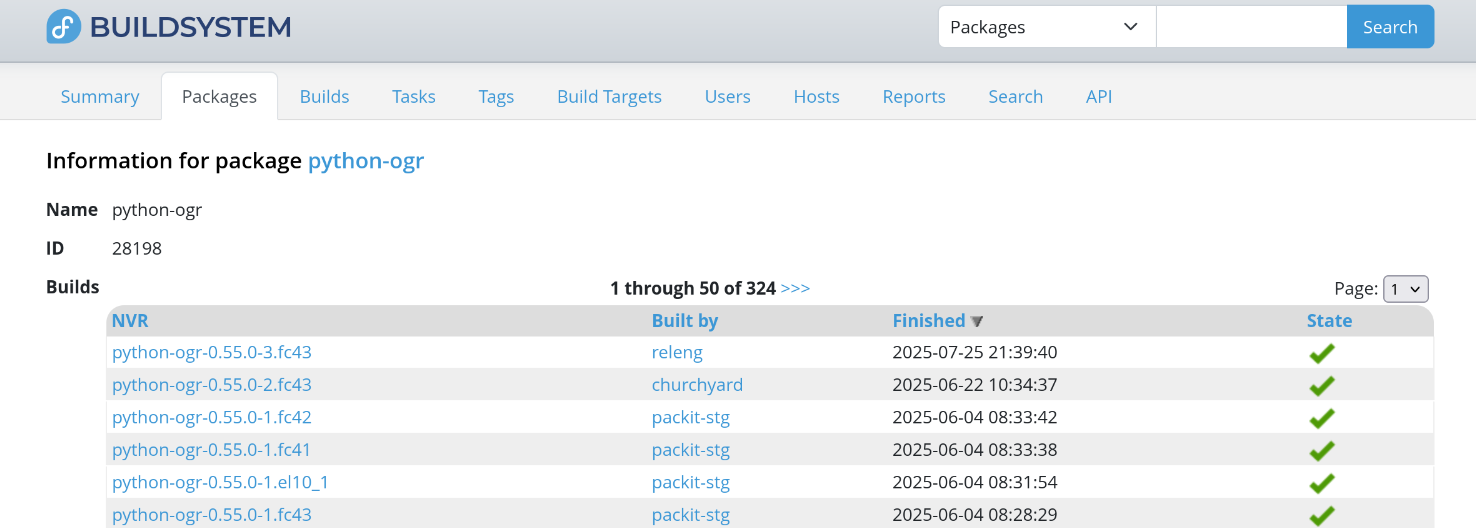 BUILDSYSTEM
Packages Search
Summary Packages Builds Tasks Tags Build Targets Users Hosts Reports Search API
Information for package python-ogr
Name python-ogr
ID 28198
Builds 1 through 50 of 324 >>> Page: 1
NVR Built by Finished State
python-ogr-0.55.0-3.fc43 releng 2025-07-25 21:39:40
python-ogr-0.55.0-2.fc43 churchyard 2025-06-22 10:34:37
python-ogr-0.55.0-1.fc42 packit-stg 2025-06-04 08:33:42
python-ogr-0.55.0-1.fc41 packit-stg 2025-06-04 08:33:38
python-ogr-0.55.0-1.el10_1 packit-stg 2025-06-04 08:31:54
python-ogr-0.55.0-1.fc43 packit-stg 2025-06-04 08:28:29